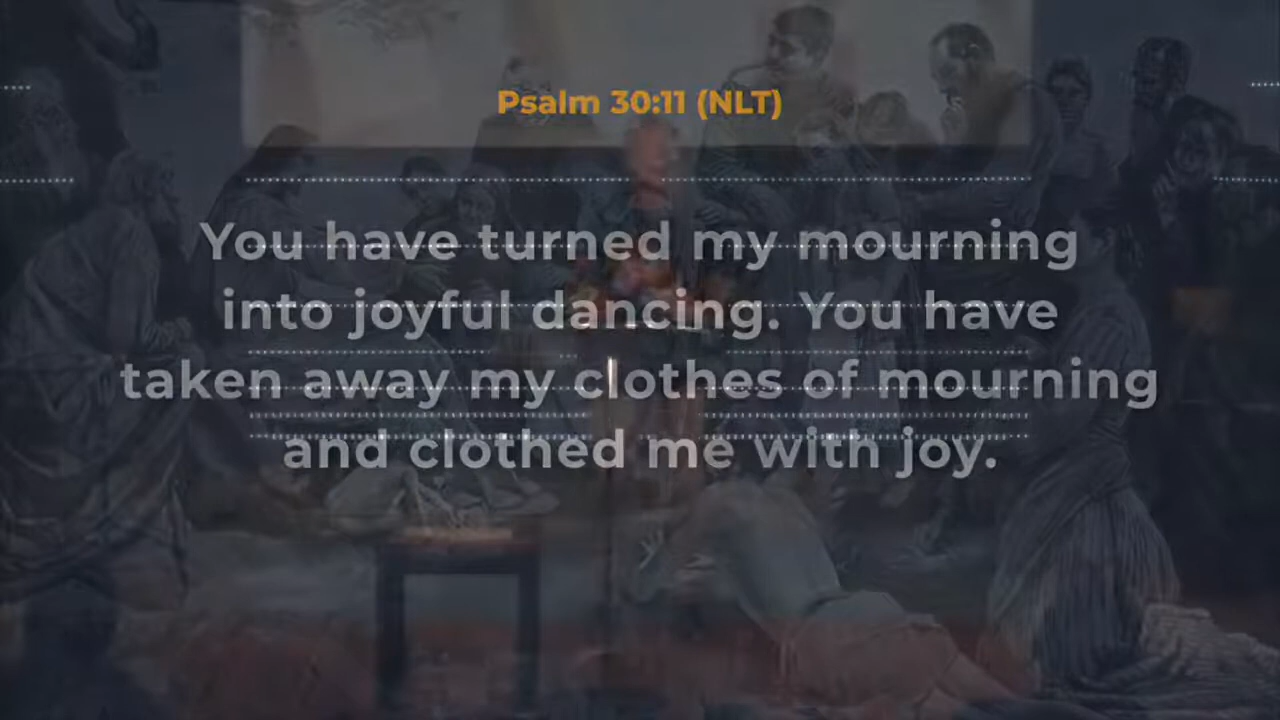 Psalm 30:11 (NLT)
You have turned my mourning
into joyful dancing. You have
taken away my clothes of mourning
and clothed me with joy.